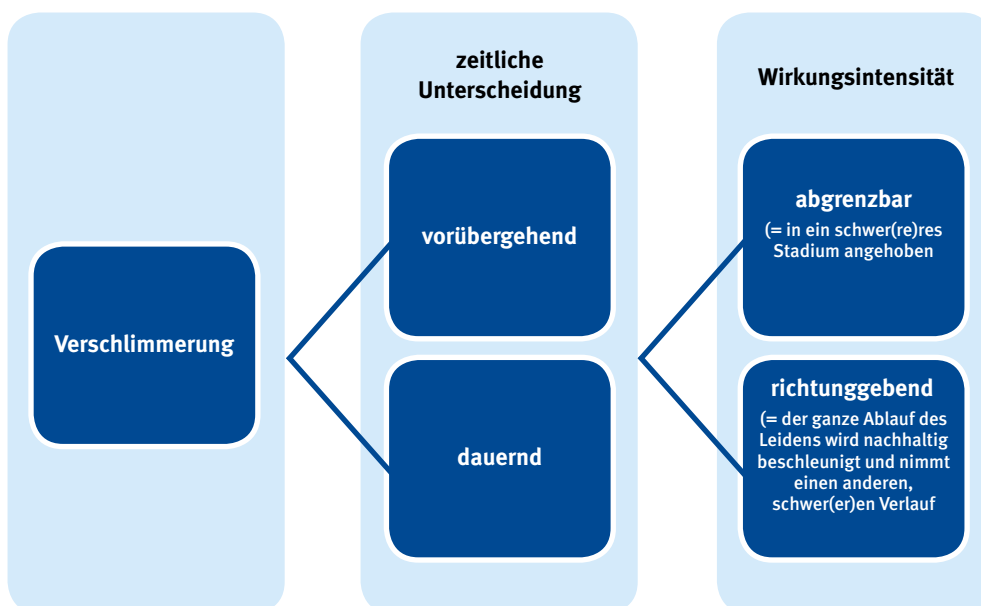 zeitliche
Unterscheidung
Wirkungsintensität
Verschlimmerung
vorübergehend
dauernd
abgrenzbar
(= in ein schwer(re)res
Stadium angehoben
richtunggebend
(= der ganze Ablauf des
Leidens wird nachhaltig
beschleunigt und nimmt
einen anderen,
schwer(er)en Verlauf